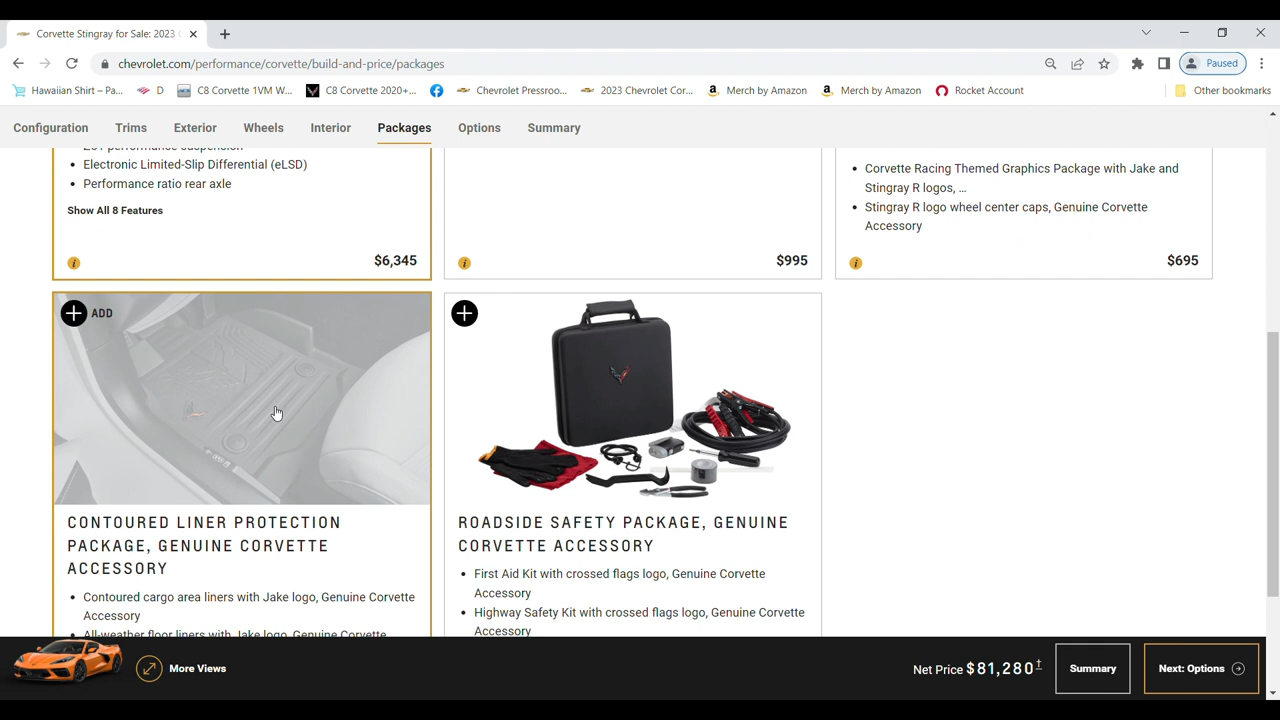 Corvette Stingray for Sale: 2023
chevrolet.com/performance/corvette/build-and-price/packages
Paused
Hawaiian Shirt – Pa...
D
C8 Corvette 1VM W...
C8 Corvette 2020+...
Chevrolet Pressroo...
2023 Chevrolet Cor...
Merch by Amazon
Merch by Amazon
Rocket Account
Other bookmarks
Configuration
Trims
Exterior
Wheels
Interior
Packages
Options
Summary
• Electronic Limited-Slip Differential (eLSD)
• Performance ratio rear axle
Show All 8 Features
$6,345
$995
• Corvette Racing Themed Graphics Package with Jake and
Stingray R logos, ...
• Stingray R logo wheel center caps, Genuine Corvette
Accessory
$695
ADD
CONTOURED LINER PROTECTION
PACKAGE, GENUINE CORVETTE
ACCESSORY
• Contoured cargo area liners with Jake logo, Genuine Corvette
Accessory
• All-weather floor liners with Jake logo, Genuine Corvette
ROADSIDE SAFETY PACKAGE, GENUINE
CORVETTE ACCESSORY
• First Aid Kit with crossed flags logo, Genuine Corvette
Accessory
• Highway Safety Kit with crossed flags logo, Genuine Corvette
Accessory
More Views
Net Price $81,280†
Summary
Next: Options